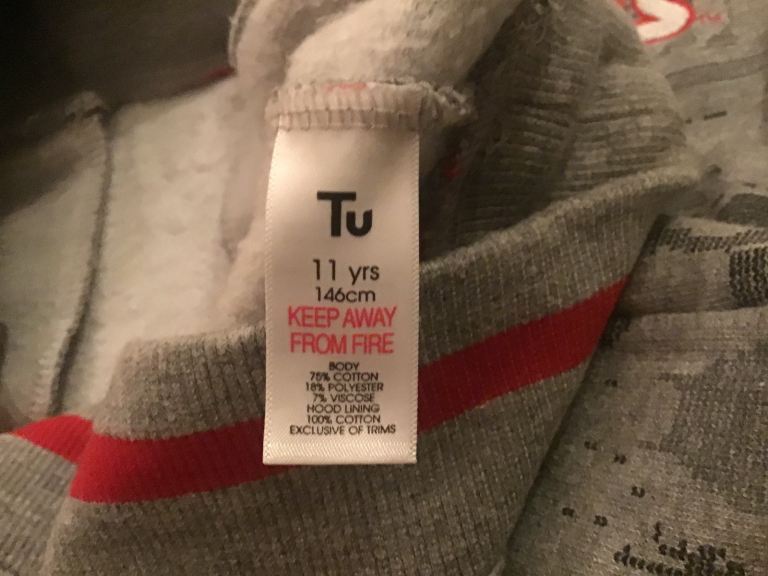 Tu
11 yrs
146cm
KEEP AWAY
FROM FIRE
BODY
75% COTTON
18% POLYESTER
7% VISCOSE
HOOD LINING
100% COTTON
EXCLUSIVE OF TRIMS